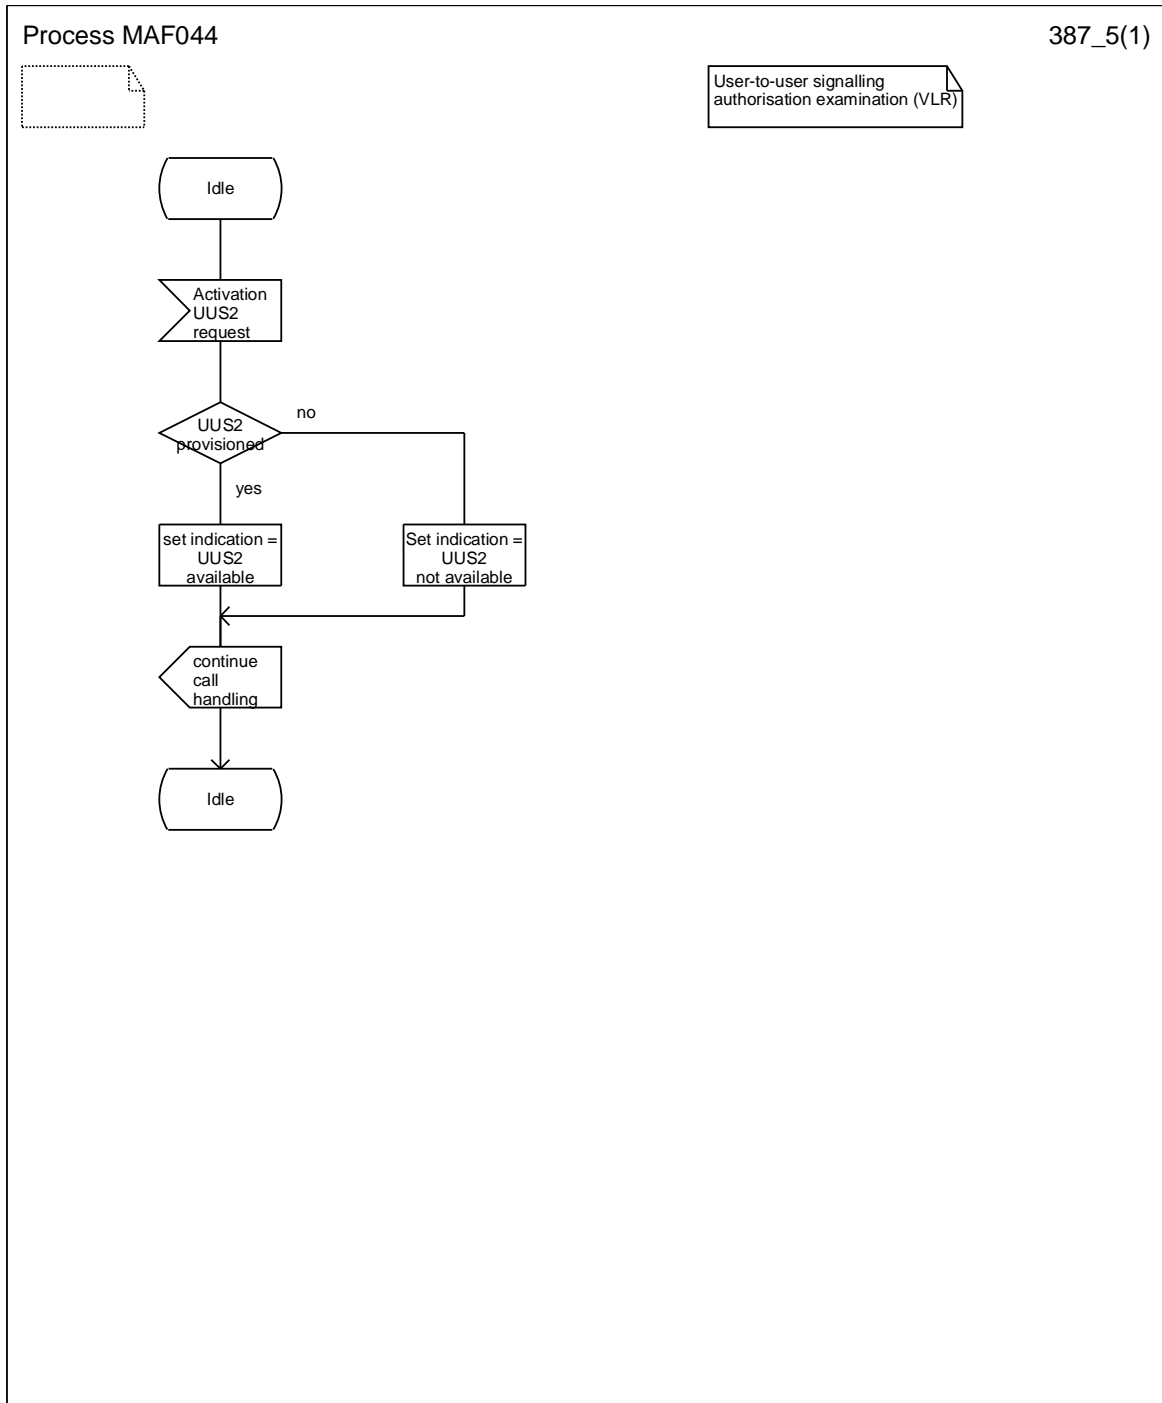 Process MAF044
387_5(1)
User-to-user signalling
authorisation examination (VLR)
Idle
Activation
UUS2
request
UUS2
provisioned
no
yes
set indication =
UUS2
available
Set indication =
UUS2
not available
continue
call
handling
Idle